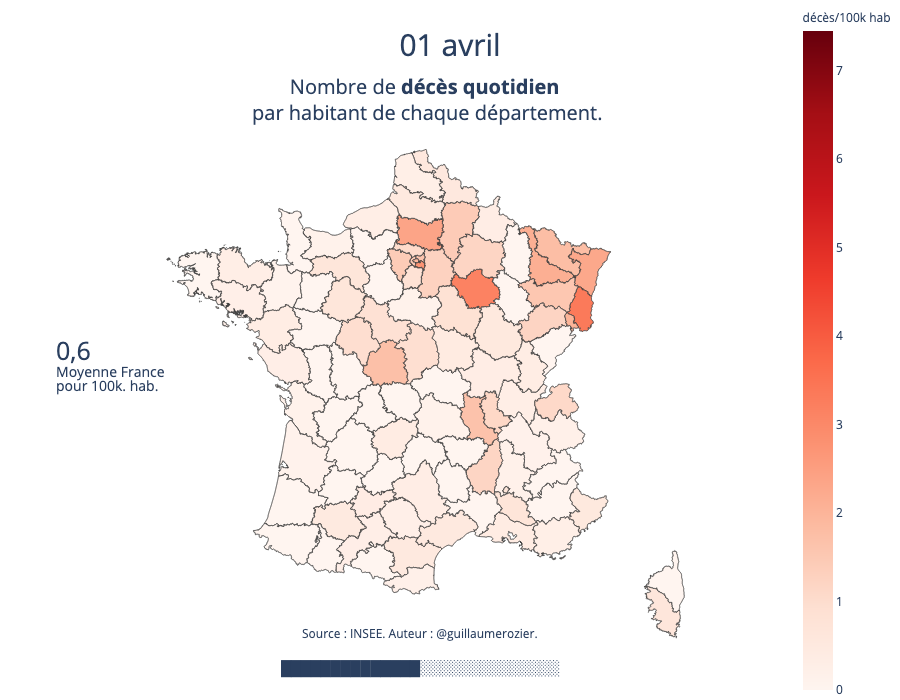 décès/100k hab
01 avril
Nombre de décès quotidien
par habitant de chaque département.
7
6
5
4
3
2
1
0
0,6
Moyenne France
pour 100k. hab.
Source : INSEE. Auteur : @guillaumerozier.